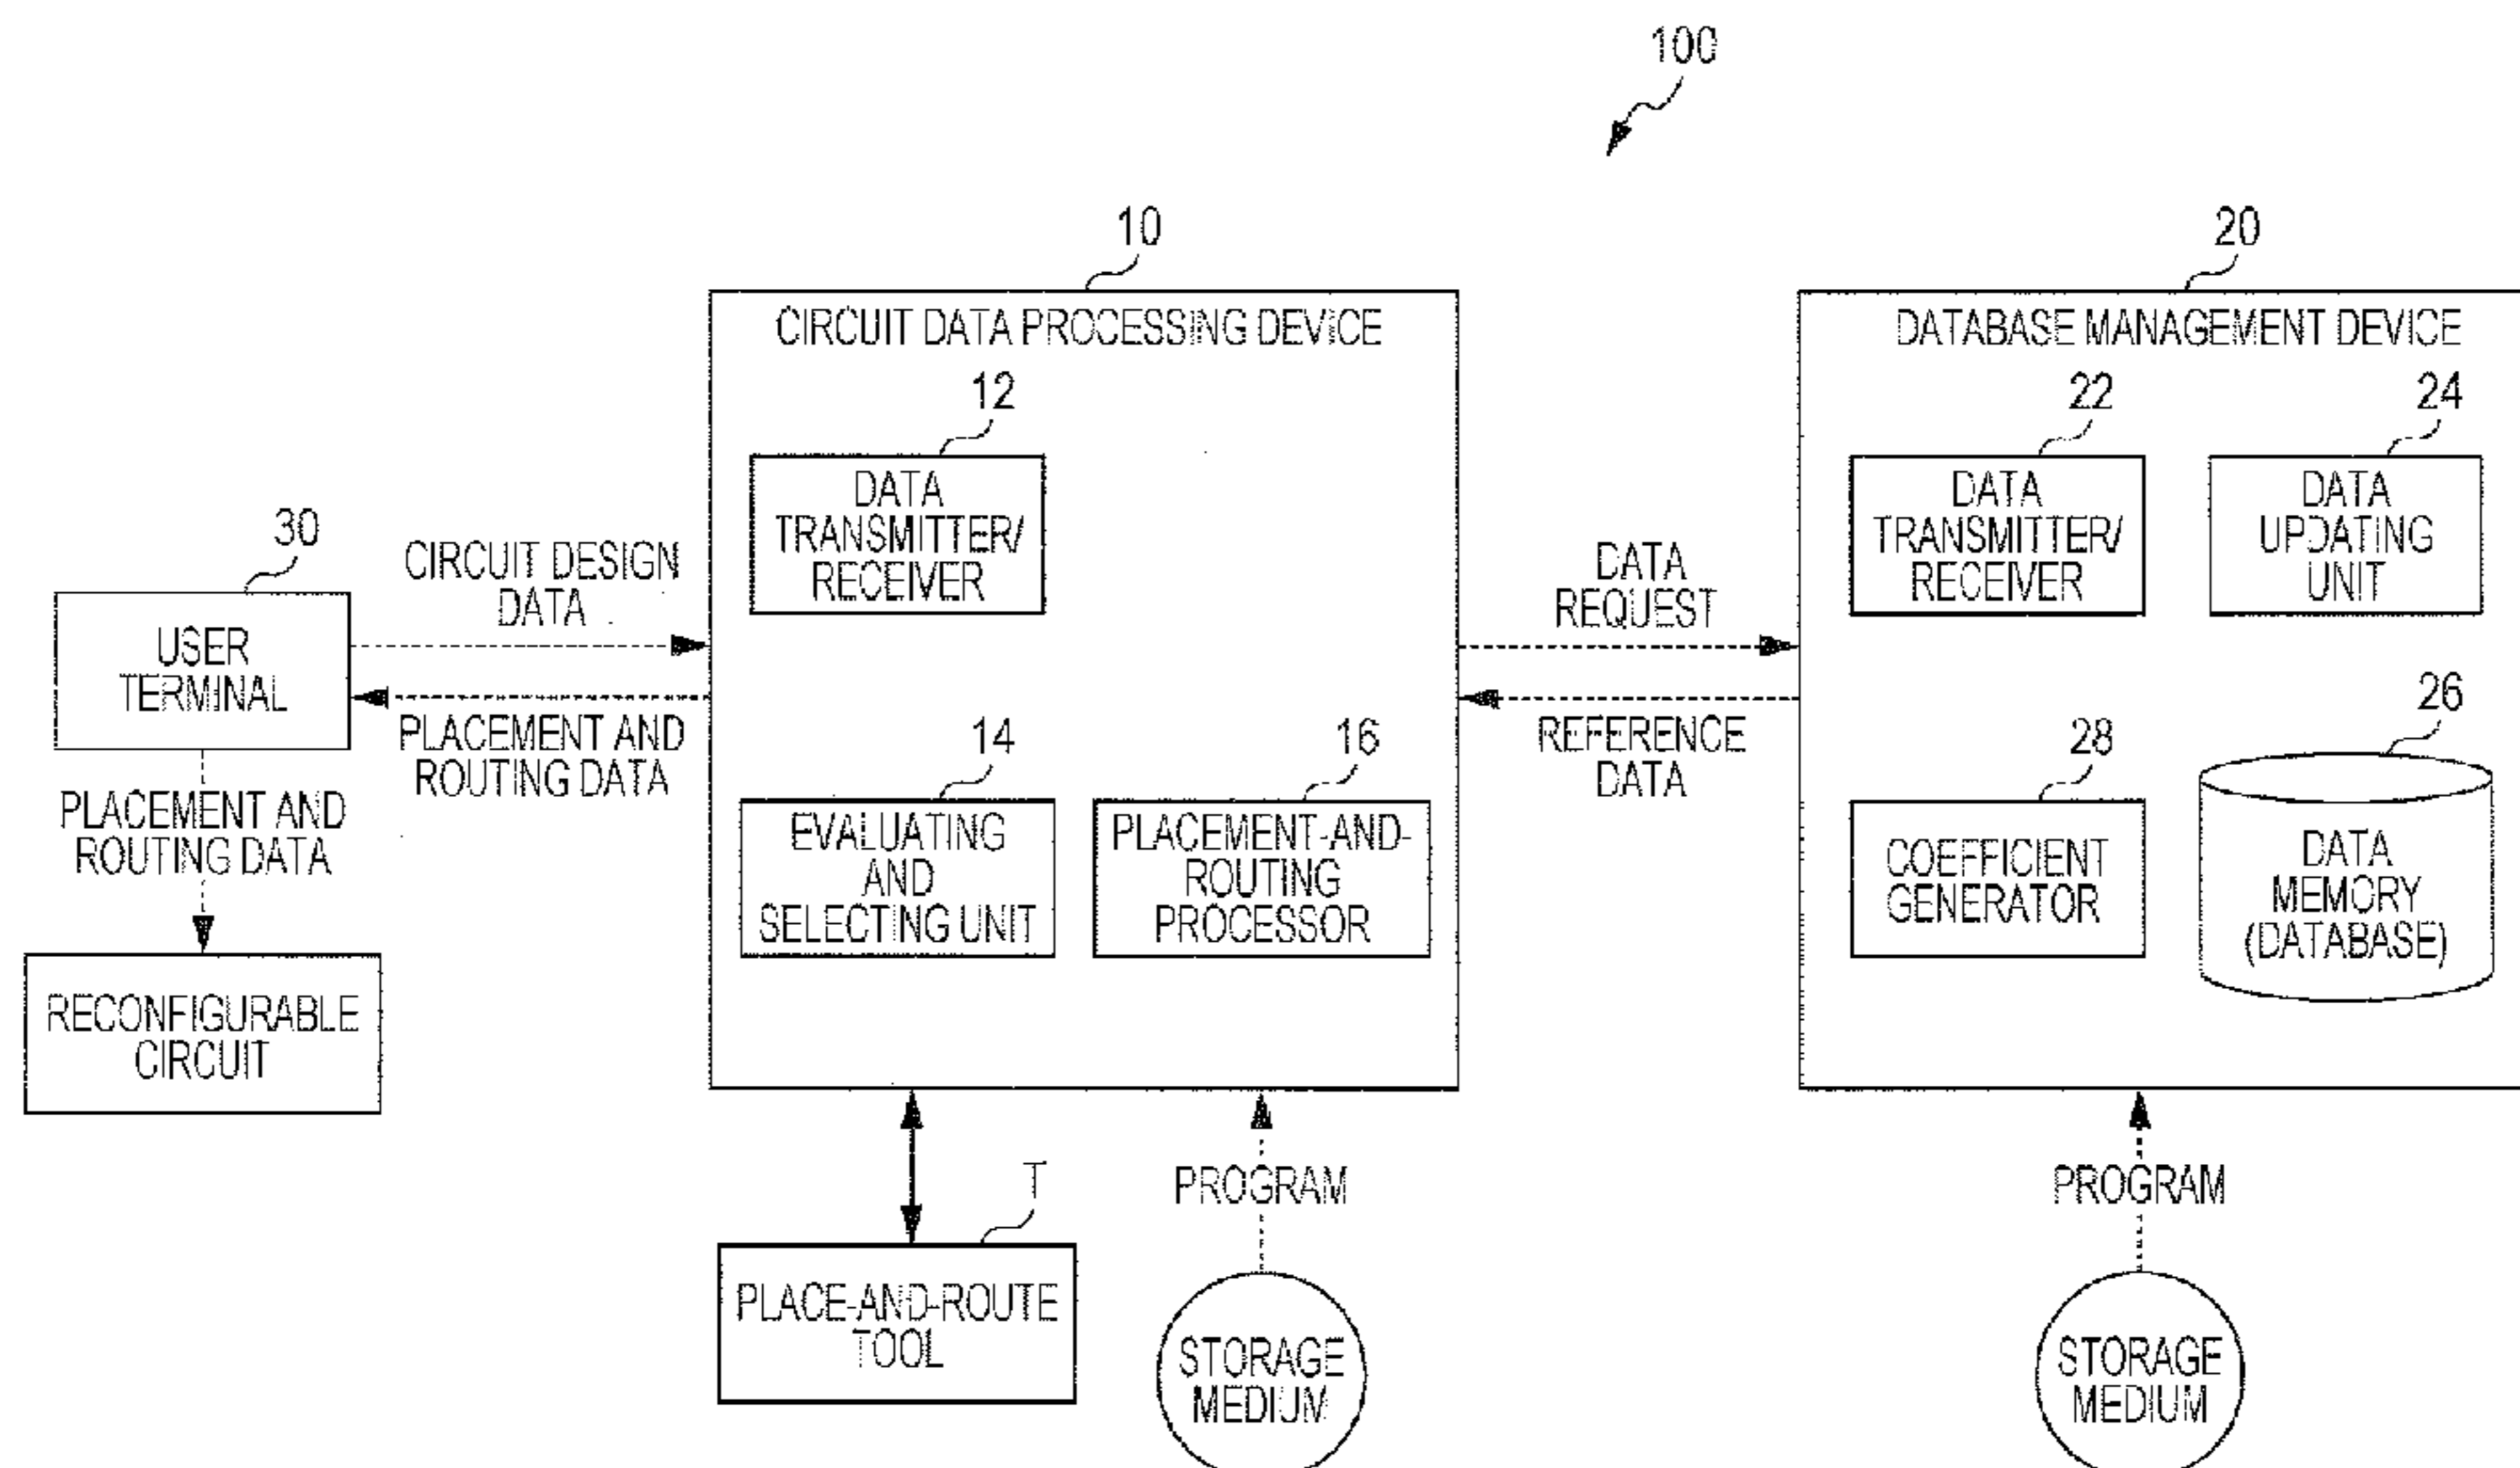 100
10
20
CIRCUIT DATA PROCESSING DEVICE
DATABASE MANAGEMENT DEVICE
12
22
24
DATA
TRANSMITTER/
RECEIVER
DATA
TRANSMITTER/
RECEIVER
DATA
UPDATING
UNIT
30
CIRCUIT DESIGN
DATA
DATA
REQUEST
USER
TERMINAL
PLACEMENT AND
ROUTING DATA
REFERENCE
DATA
14
16
28
26
PLACEMENT AND
ROUTING DATA
EVALUATING
AND
SELECTING UNIT
PLACEMENT-AND-
ROUTING
PROCESSOR
COEFFICIENT
GENERATOR
DATA
MEMORY
(DATABASE)
RECONFIGURABLE
CIRCUIT
T
PROGRAM
PROGRAM
PLACE-AND-ROUTE
TOOL
STORAGE
MEDIUM
STORAGE
MEDIUM